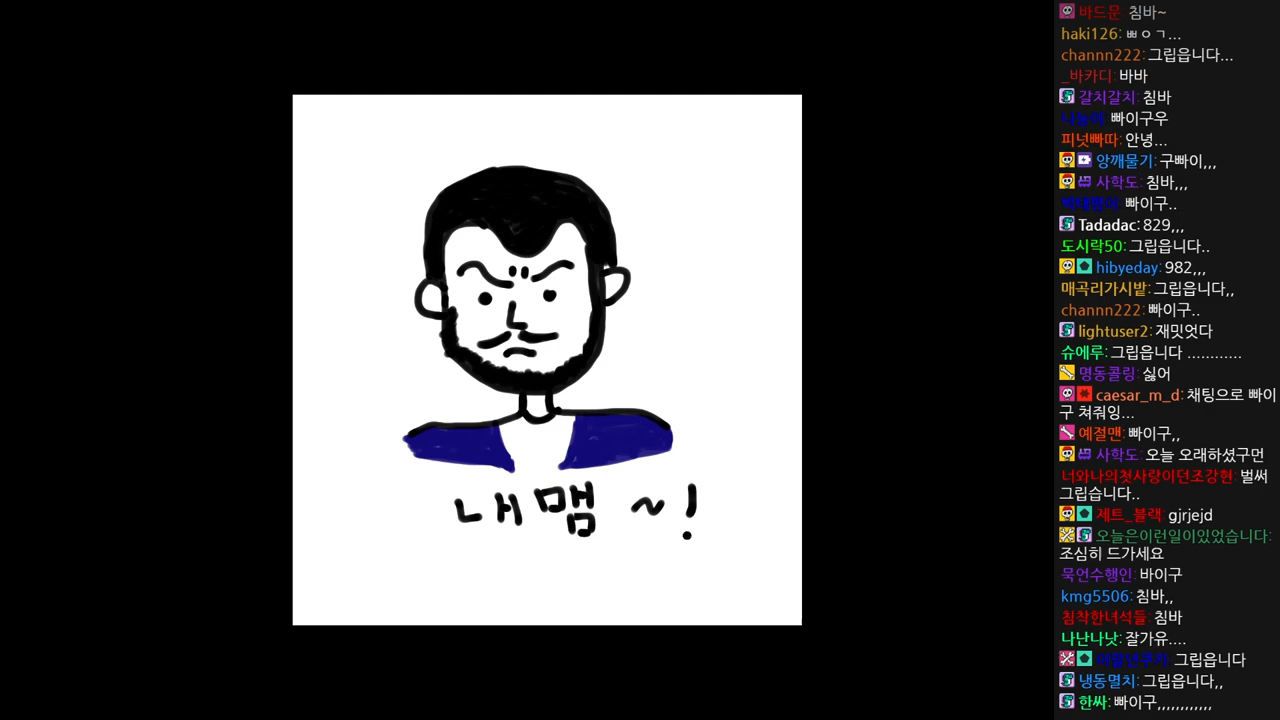 내맴 ~!
바드문 침바~
haki126: ㅃㅇㄱ...
channn222: 그립읍니다...
_바카디: 바바
갈치갈치: 침바
빠이구우
피넛빠따: 안녕...
앙깨물기: 구빠이,,,
사학도: 침바,,,
빠이구..
Tadadac: 829,,,
도시락50: 그립읍니다..
hibyeday: 982,,,
매곡리가시밭: 그립읍니다,,
channn222: 빠이구..
lightuser2: 재밋엇다
슈에루: 그립읍니다 ............
명동콜링: 싫어
caesar_m_d: 채팅으로 빠이
구 쳐줘잉...
예절맨: 빠이구,,
사학도: 오늘 오래하셨구먼
너와나의첫사랑이던조강현: 벌써
그립습니다..
제트_블랙: gjrjejd
오늘은이런일이있었습니다:
조심히 드가세요
묵언수행인: 바이구
kmg5506: 침바,,
침착한녀석들: 침바
나난나낫: 잘가유....
그립읍니다
냉동멸치: 그립읍니다,,
한싸: 빠이구,,,,,,,,,,,,